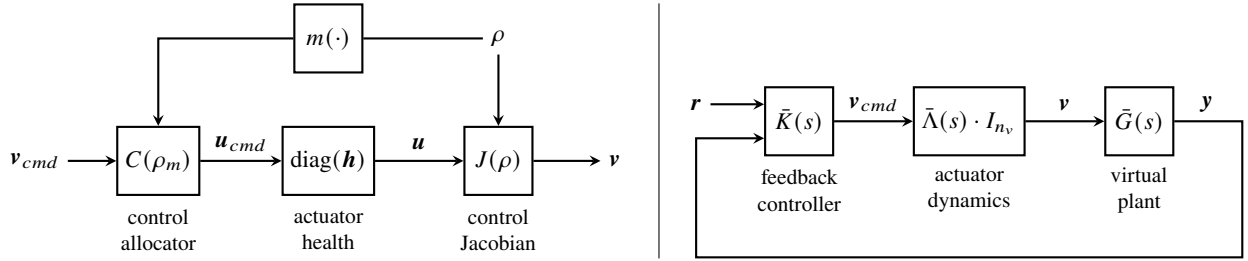 m(·)
ρ
v_cmd
C(ρ_m)
u_cmd
diag(h)
u
J(ρ)
v
control
allocator
actuator
health
control
Jacobian
r
K̄(s)
v_cmd
Λ̄(s) · I_{n_v}
v
Ḡ(s)
y
feedback
controller
actuator
dynamics
virtual
plant